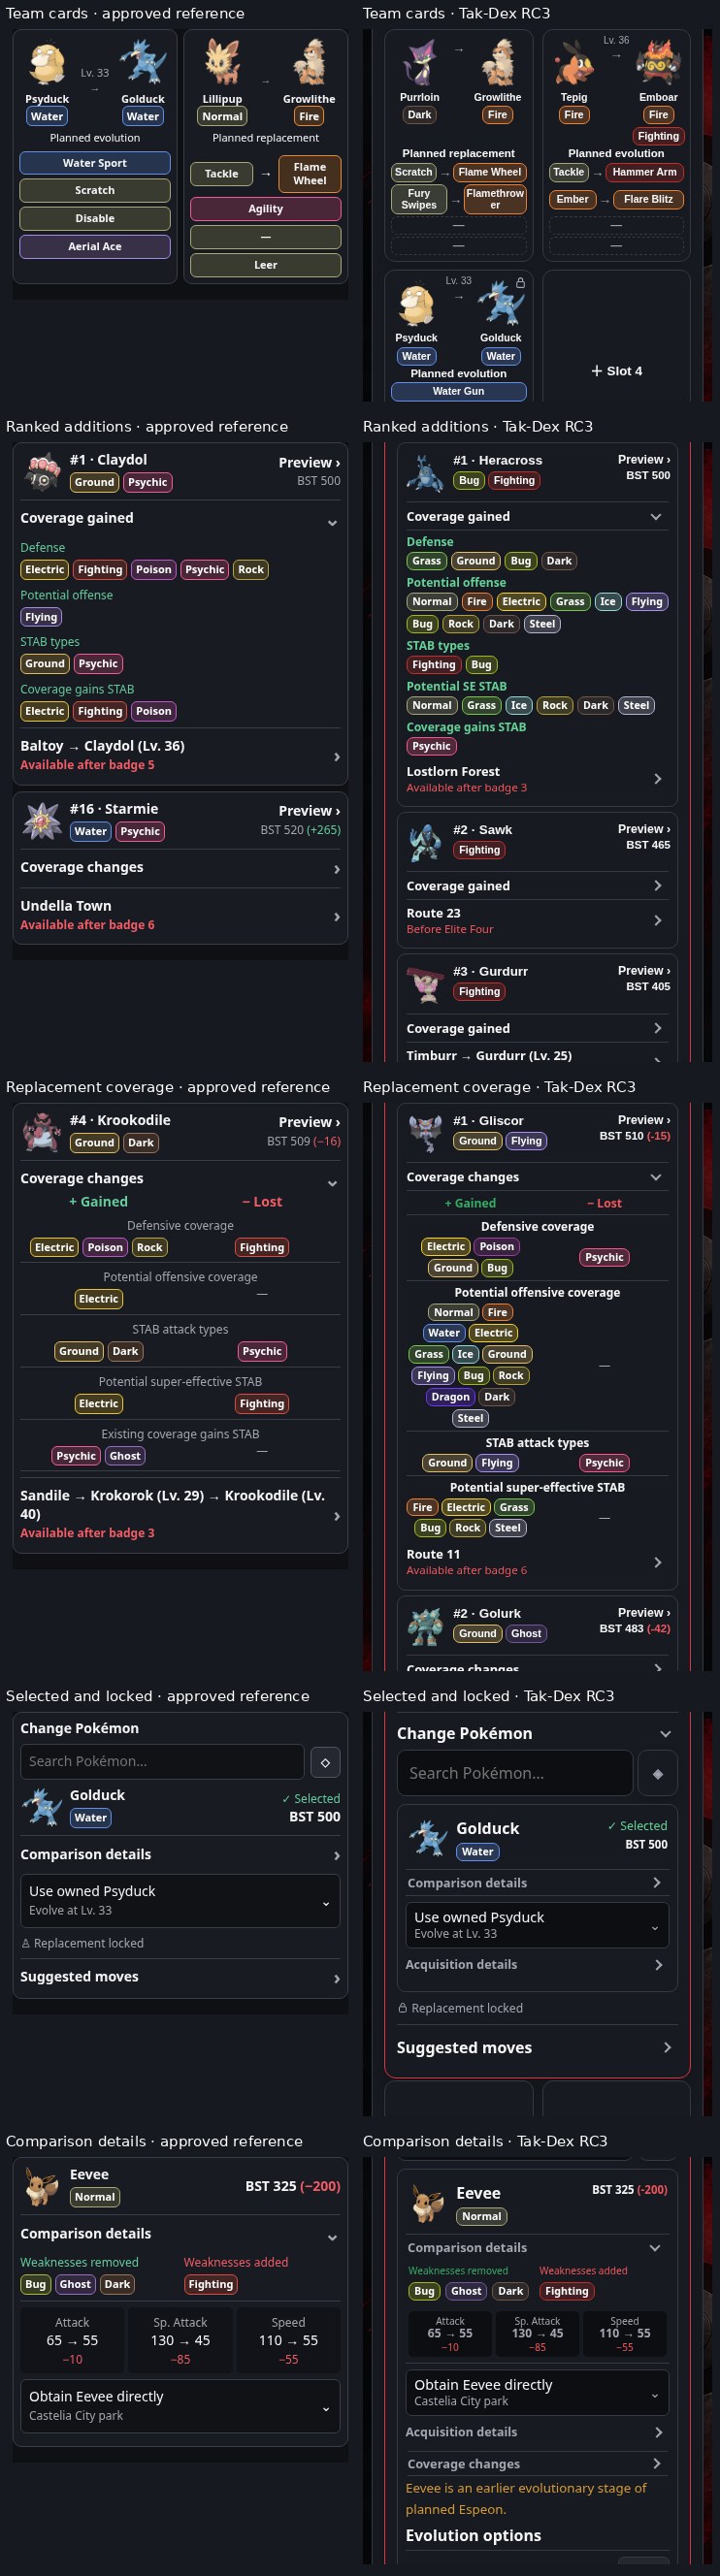 Team cards · approved reference
Psyduck
Lv. 33
→
Golduck
Water
Water
Planned evolution
Water Sport
Scratch
Disable
Aerial Ace
Lillipup
→
Growlithe
Normal
Fire
Planned replacement
Tackle → Flame Wheel
Agility
—
Leer
Team cards · Tak-Dex RC3
→
Purrloin
Growlithe
Dark
Fire
Planned replacement
Scratch → Flame Wheel
Fury Swipes → Flamethrow
er
—
—
Lv. 36
→
Tepig
Emboar
Fire
Fire
Fighting
Planned evolution
Tackle → Hammer Arm
Ember → Flare Blitz
—
—
Lv. 33
→
Psyduck
Golduck
Water
Water
Planned evolution
Water Gun
+ Slot 4
Ranked additions · approved reference
#1 · Claydol
Preview ›
Ground Psychic
BST 500
Coverage gained
Defense
Electric Fighting Poison Psychic Rock
Potential offense
Flying
STAB types
Ground Psychic
Coverage gains STAB
Electric Fighting Poison
Baltoy → Claydol (Lv. 36)
Available after badge 5
#16 · Starmie
Preview ›
Water Psychic
BST 520 (+265)
Coverage changes
Undella Town
Available after badge 6
Ranked additions · Tak-Dex RC3
#1 · Heracross
Preview ›
Bug Fighting
BST 500
Coverage gained
Defense
Grass Ground Bug Dark
Potential offense
Normal Fire Electric Grass Ice Flying
Bug Rock Dark Steel
STAB types
Fighting Bug
Potential SE STAB
Normal Grass Ice Rock Dark Steel
Coverage gains STAB
Psychic
Lostlorn Forest
Available after badge 3
#2 · Sawk
Preview ›
Fighting
BST 465
Coverage gained
Route 23
Before Elite Four
#3 · Gurdurr
Preview ›
Fighting
BST 405
Coverage gained
Timburr → Gurdurr (Lv. 25)
Replacement coverage · approved reference
#4 · Krookodile
Preview ›
Ground Dark
BST 509 (−16)
Coverage changes
+ Gained
− Lost
Defensive coverage
Electric Poison Rock
Fighting
Potential offensive coverage
Electric
—
STAB attack types
Ground Dark
Psychic
Potential super-effective STAB
Electric
Fighting
Existing coverage gains STAB
Psychic Ghost
—
Sandile → Krokorok (Lv. 29) → Krookodile (Lv.
40)
Available after badge 3
Replacement coverage · Tak-Dex RC3
#1 · Gliscor
Preview ›
Ground Flying
BST 510 (-15)
Coverage changes
+ Gained
− Lost
Defensive coverage
Electric Poison
Ground Bug
Psychic
Potential offensive coverage
Normal Fire
Water Electric
Grass Ice Ground
Flying Bug Rock
Dragon Dark
Steel
—
STAB attack types
Ground Flying
Psychic
Potential super-effective STAB
Fire Electric Grass
Bug Rock Steel
—
Route 11
Available after badge 6
#2 · Golurk
Preview ›
Ground Ghost
BST 483 (-42)
Coverage changes
Selected and locked · approved reference
Change Pokémon
Search Pokémon...
Golduck
✓ Selected
Water
BST 500
Comparison details
Use owned Psyduck
Evolve at Lv. 33
Replacement locked
Suggested moves
Selected and locked · Tak-Dex RC3
Change Pokémon
Search Pokémon...
Golduck
✓ Selected
Water
BST 500
Comparison details
Use owned Psyduck
Evolve at Lv. 33
Acquisition details
Replacement locked
Suggested moves
Comparison details · approved reference
Eevee
Normal
BST 325 (−200)
Comparison details
Weaknesses removed
Weaknesses added
Bug Ghost Dark
Fighting
Attack
65 → 55
−10
Sp. Attack
130 → 45
−85
Speed
110 → 55
−55
Obtain Eevee directly
Castelia City park
Comparison details · Tak-Dex RC3
Eevee
BST 325 (-200)
Normal
Comparison details
Weaknesses removed
Weaknesses added
Bug Ghost Dark
Fighting
Attack
65 → 55
−10
Sp. Attack
130 → 45
−85
Speed
110 → 55
−55
Obtain Eevee directly
Castelia City park
Acquisition details
Coverage changes
Eevee is an earlier evolutionary stage of
planned Espeon.
Evolution options